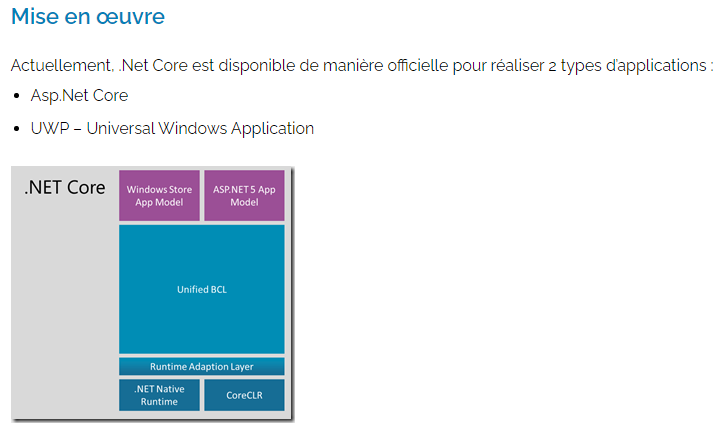 Mise en œuvre
Actuellement, .Net Core est disponible de manière officielle pour réaliser 2 types d'applications :
• Asp.Net Core
• UWP – Universal Windows Application
.NET Core
Windows Store
App Model
ASP.NET 5 App
Model
Unified BCL
Runtime Adaption Layer
.NET Native
Runtime
CoreCLR